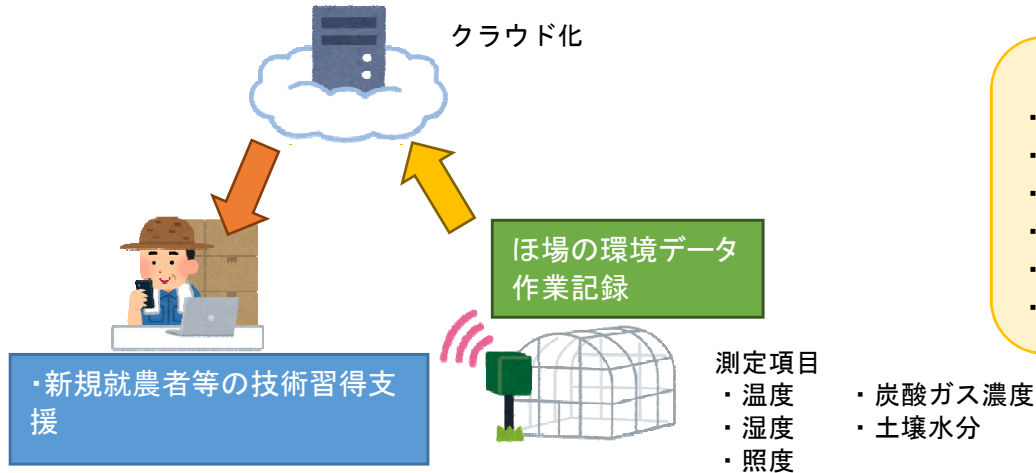 クラウド化
ほ場の環境データ
作業記録
・新規就農者等の技術習得支
援
測定項目
・温度　・炭酸ガス濃度
・湿度　・土壌水分
・照度
・
・
・
・
・
・